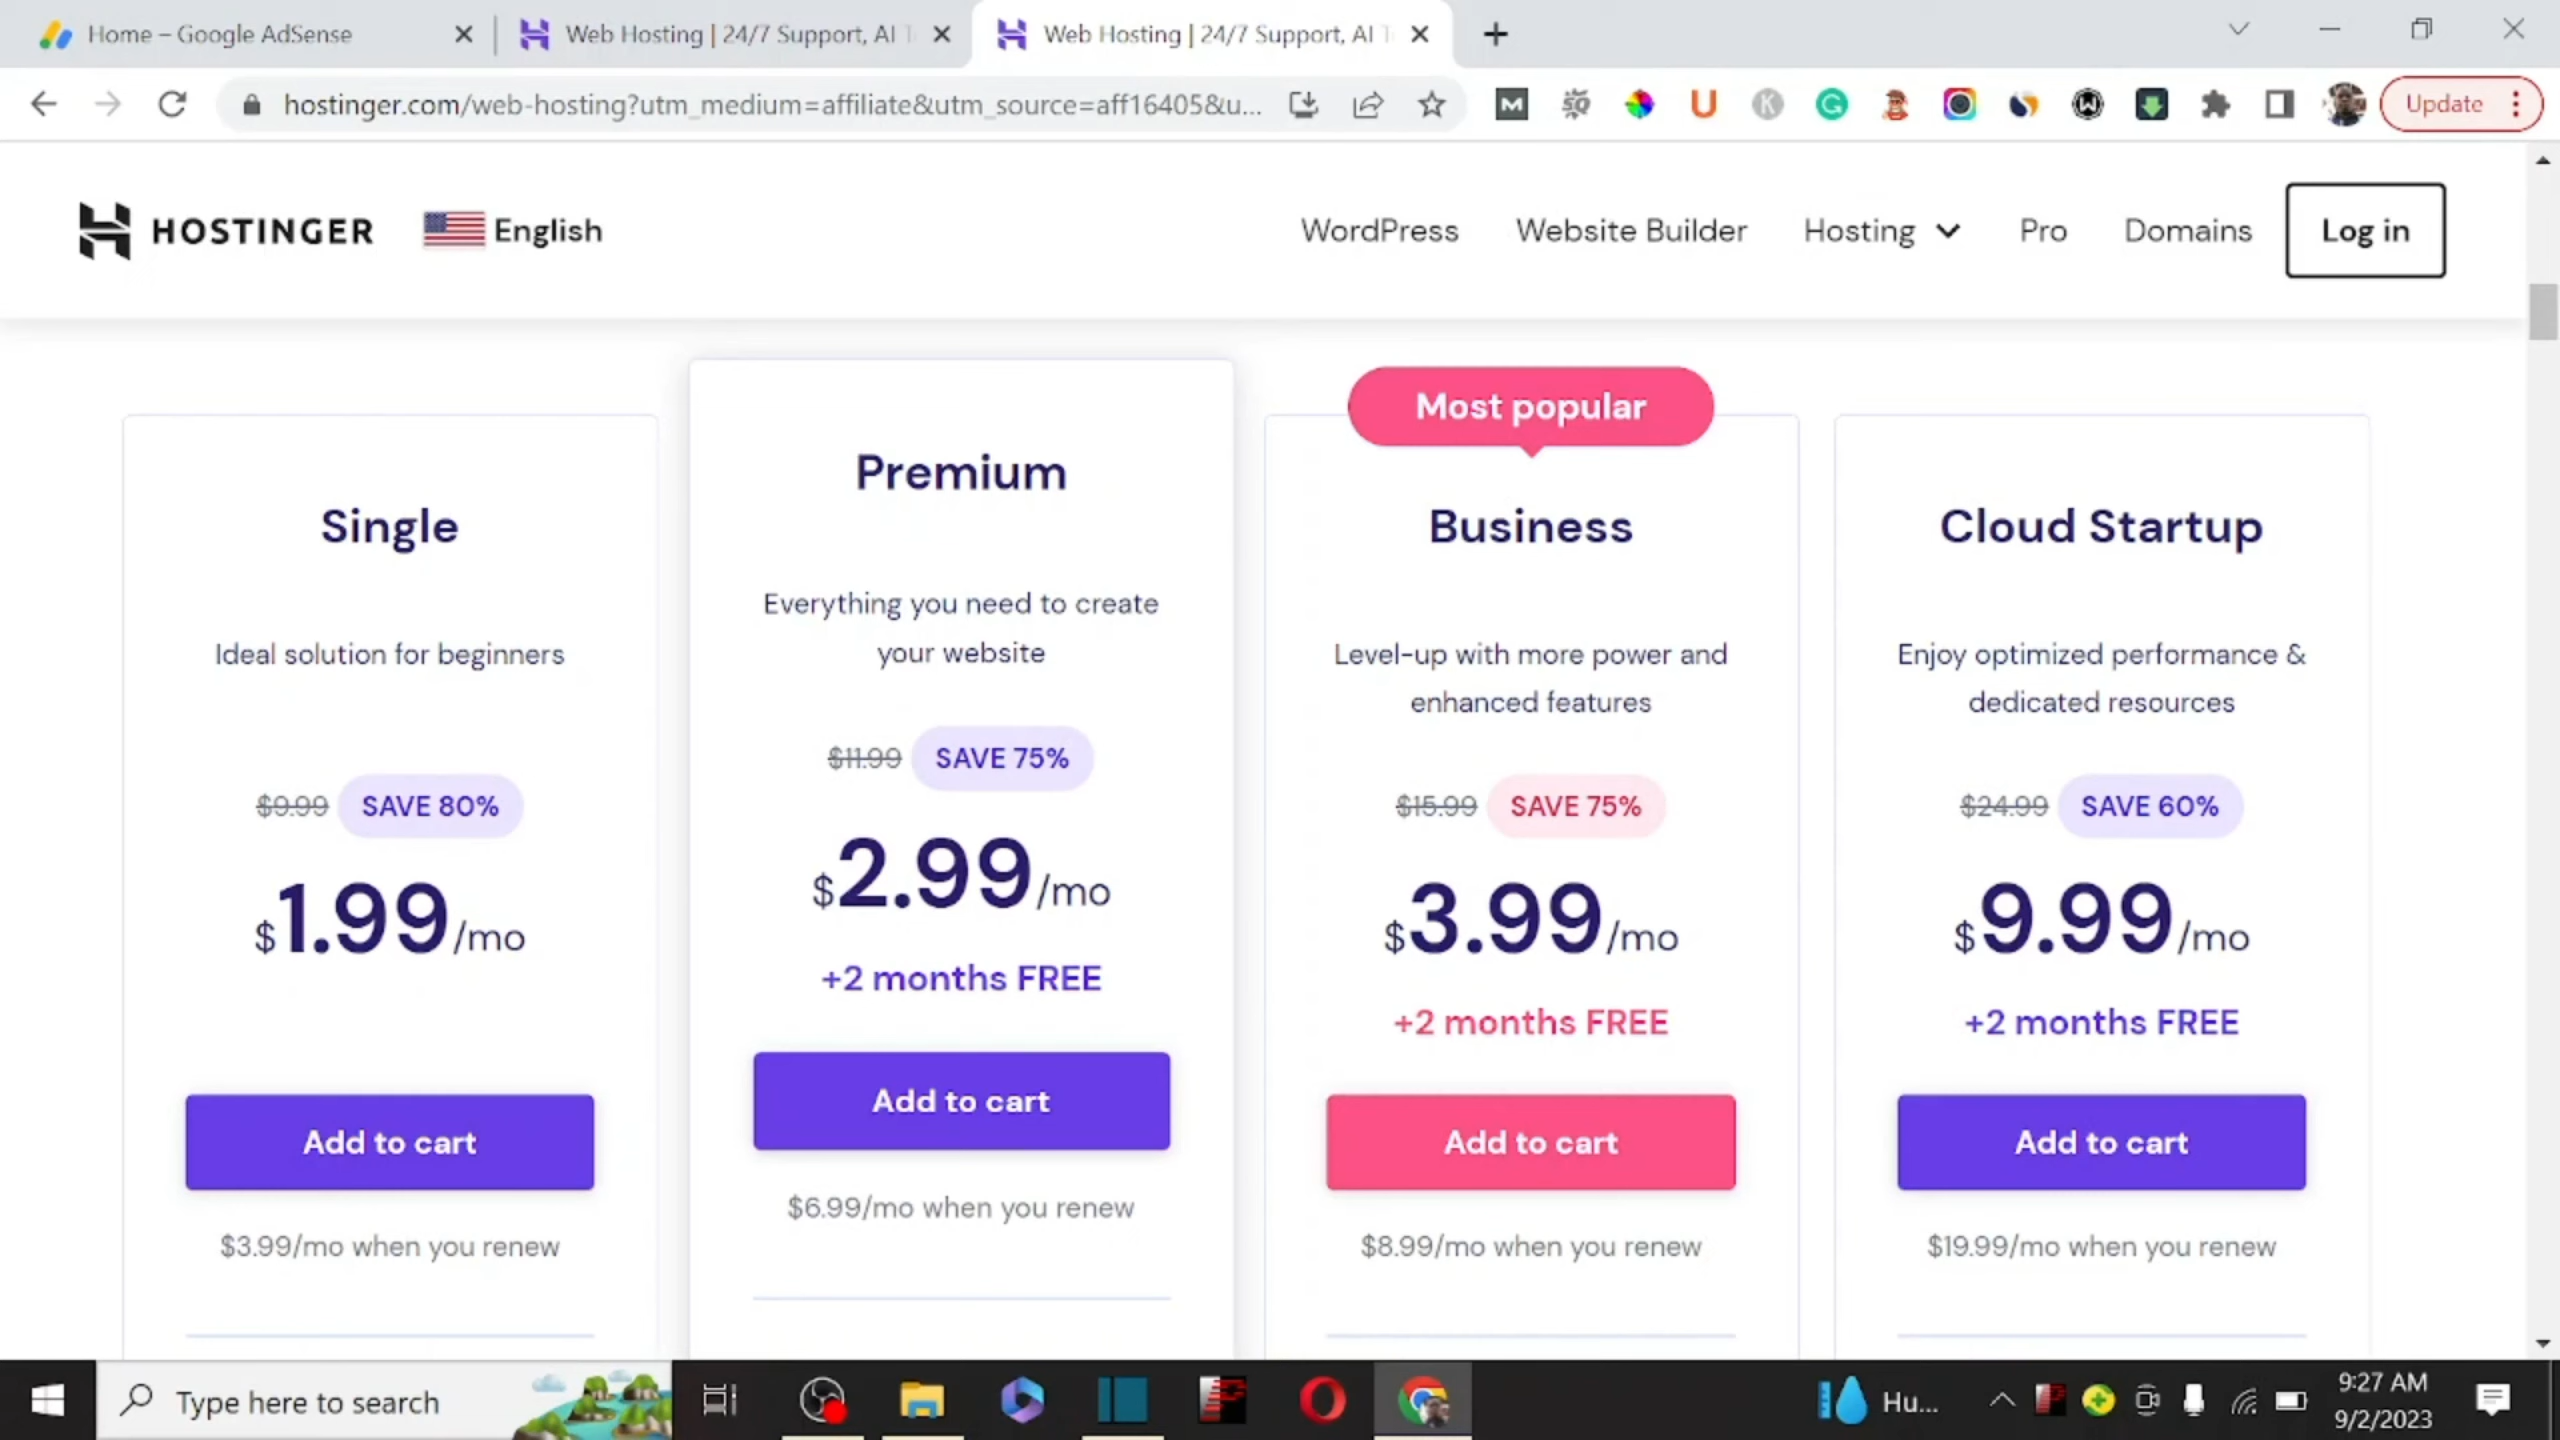 Home – Google AdSense
Web Hosting | 24/7 Support, AI
Web Hosting | 24/7 Support, AI
hostinger.com/web-hosting?utm_medium=affiliate&utm_source=aff16405&u...
Update
HOSTINGER
English
WordPress
Website Builder
Hosting
Pro
Domains
Log in
Single
Ideal solution for beginners
$9.99 SAVE 80%
$1.99/mo
Add to cart
$3.99/mo when you renew
Premium
Everything you need to create
your website
$11.99 SAVE 75%
$2.99/mo
+2 months FREE
Add to cart
$6.99/mo when you renew
Most popular
Business
Level-up with more power and
enhanced features
$15.99 SAVE 75%
$3.99/mo
+2 months FREE
Add to cart
$8.99/mo when you renew
Cloud Startup
Enjoy optimized performance &
dedicated resources
$24.99 SAVE 60%
$9.99/mo
+2 months FREE
Add to cart
$19.99/mo when you renew
Type here to search
Hu...
9:27 AM
9/2/2023